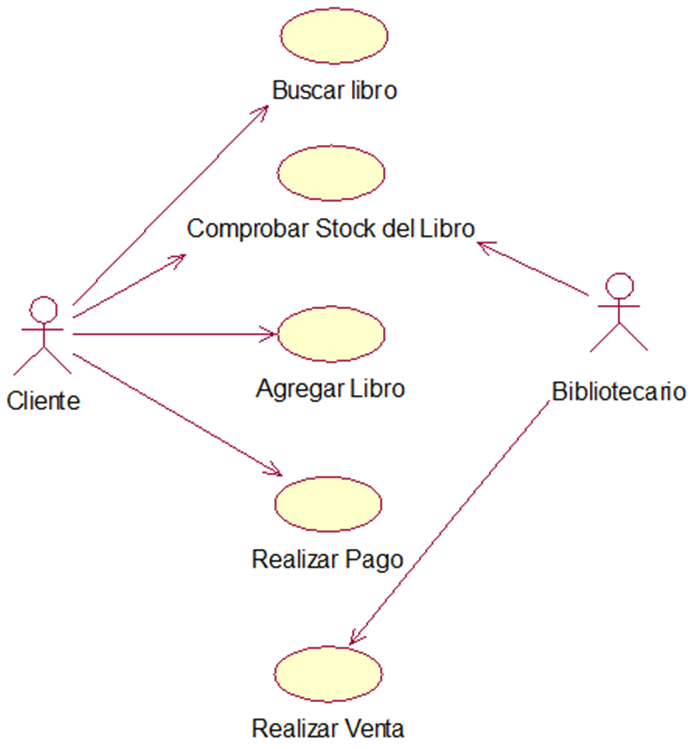 Buscar libro
Comprobar Stock del Libro
Cliente
Agregar Libro
Bibliotecario
Realizar Pago
Realizar Venta